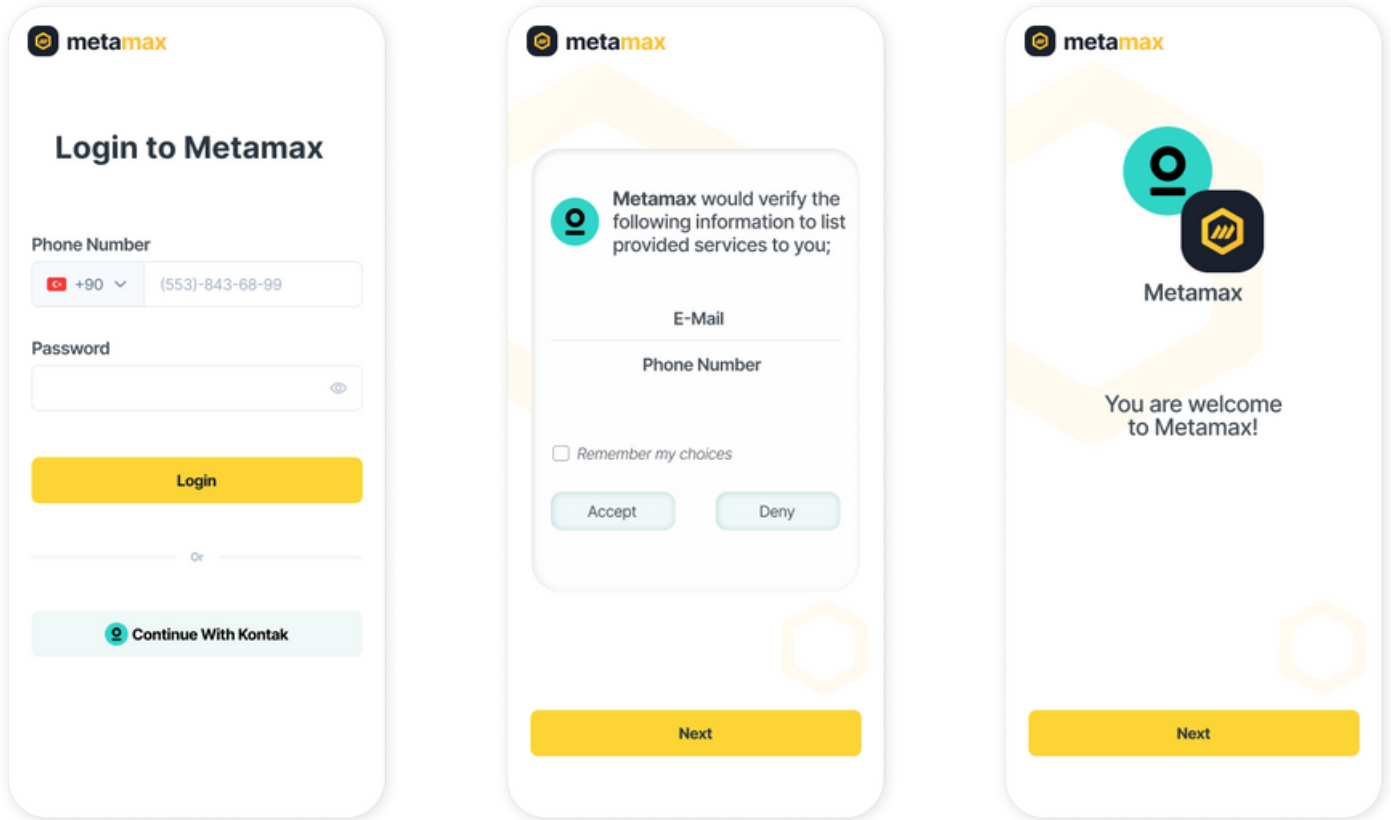 metamax
Login to Metamax
Phone Number
+90
(553)-843-68-99
Password
Login
Or
Continue With Kontak
metamax
Metamax would verify the
following information to list
provided services to you;
E-Mail
Phone Number
Remember my choices
Accept
Deny
Next
metamax
Metamax
You are welcome
to Metamax!
Next